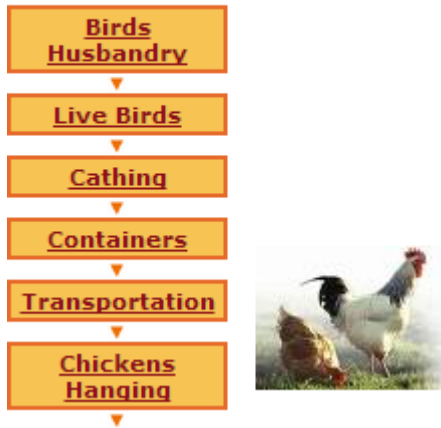 Birds
Husbandry
Live Birds
Cathing
Containers
Transportation
Chickens
Hanging